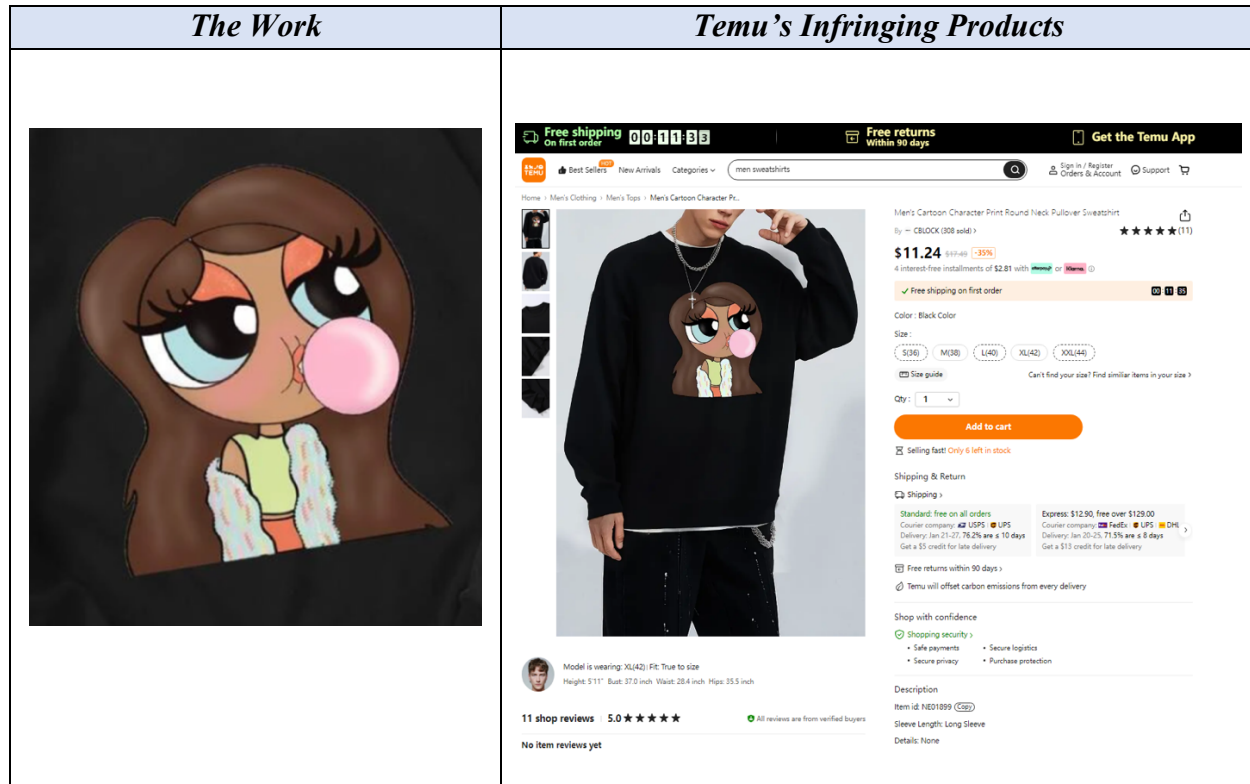 The Work
Temu's Infringing Products
Free shipping
On first order
00:11:33
Free returns
Within 90 days
Get the Temu App
TEMU
Best Sellers
HOT
New Arrivals
Categories
men sweatshirts
Sign in / Register
Orders & Account
Support
Home › Men's Clothing › Men's Tops › Men's Cartoon Character Pr...
Men's Cartoon Character Print Round Neck Pullover Sweatshirt
By CBLOCK (308 sold) ›
(11)
$11.24 $17.49 -35%
4 interest-free installments of $2.81 with afterpay or Klarna.
Free shipping on first order
00 11 35
Color : Black Color
Size :
S(36) M(38) L(40) XL(42) XXL(44)
Size guide
Can't find your size? Find similiar items in your size ›
Qty : 1
Add to cart
Selling fast! Only 6 left in stock
Shipping & Return
Shipping ›
Standard: free on all orders
Courier company: USPS UPS
Delivery: Jan 21-27, 76.2% are ≤ 10 days
Get a $5 credit for late delivery
Express: $12.90, free over $129.00
Courier company: FedEx UPS DHL
Delivery: Jan 20-25, 71.5% are ≤ 8 days
Get a $13 credit for late delivery
Free returns within 90 days ›
Temu will offset carbon emissions from every delivery
Shop with confidence
Shopping security ›
• Safe payments • Secure logistics
• Secure privacy • Purchase protection
Model is wearing: XL(42) | Fit: True to size
Height: 5'11" Bust: 37.0 inch Waist: 28.4 inch Hips: 35.5 inch
Description
Item id: NE01899 Copy
Sleeve Length: Long Sleeve
Details: None
11 shop reviews 5.0
All reviews are from verified buyers
No item reviews yet